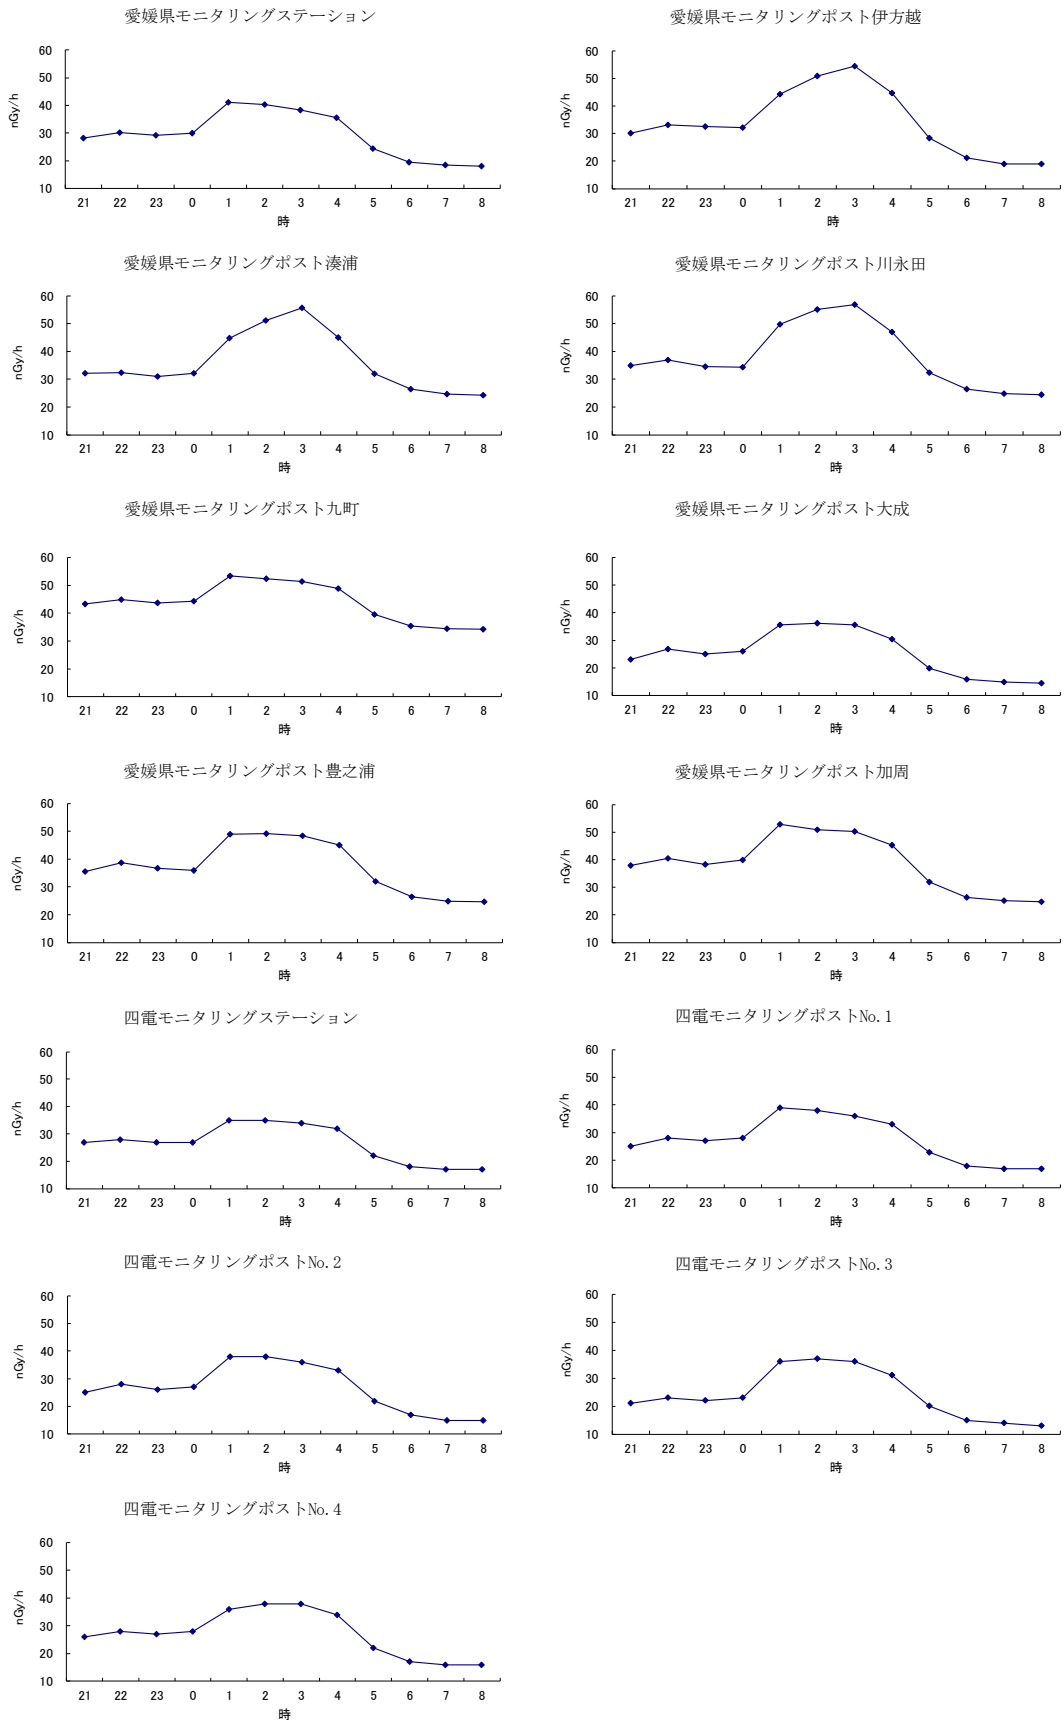 愛媛県モニタリングステーション
60
50
40
30
20
10
nGy/h
21 22 23 0 1 2 3 4 5 6 7 8
時
愛媛県モニタリングポスト伊方越
60
50
40
30
20
10
nGy/h
21 22 23 0 1 2 3 4 5 6 7 8
時
愛媛県モニタリングポスト湊浦
60
50
40
30
20
10
nGy/h
21 22 23 0 1 2 3 4 5 6 7 8
時
愛媛県モニタリングポスト川永田
60
50
40
30
20
10
nGy/h
21 22 23 0 1 2 3 4 5 6 7 8
時
愛媛県モニタリングポスト九町
60
50
40
30
20
10
nGy/h
21 22 23 0 1 2 3 4 5 6 7 8
時
愛媛県モニタリングポスト大成
60
50
40
30
20
10
nGy/h
21 22 23 0 1 2 3 4 5 6 7 8
時
愛媛県モニタリングポスト豊之浦
60
50
40
30
20
10
nGy/h
21 22 23 0 1 2 3 4 5 6 7 8
時
愛媛県モニタリングポスト加周
60
50
40
30
20
10
nGy/h
21 22 23 0 1 2 3 4 5 6 7 8
時
四電モニタリングステーション
60
50
40
30
20
10
nGy/h
21 22 23 0 1 2 3 4 5 6 7 8
時
四電モニタリングポストNo.1
60
50
40
30
20
10
nGy/h
21 22 23 0 1 2 3 4 5 6 7 8
時
四電モニタリングポストNo.2
60
50
40
30
20
10
nGy/h
21 22 23 0 1 2 3 4 5 6 7 8
時
四電モニタリングポストNo.3
60
50
40
30
20
10
nGy/h
21 22 23 0 1 2 3 4 5 6 7 8
時
四電モニタリングポストNo.4
60
50
40
30
20
10
nGy/h
21 22 23 0 1 2 3 4 5 6 7 8
時